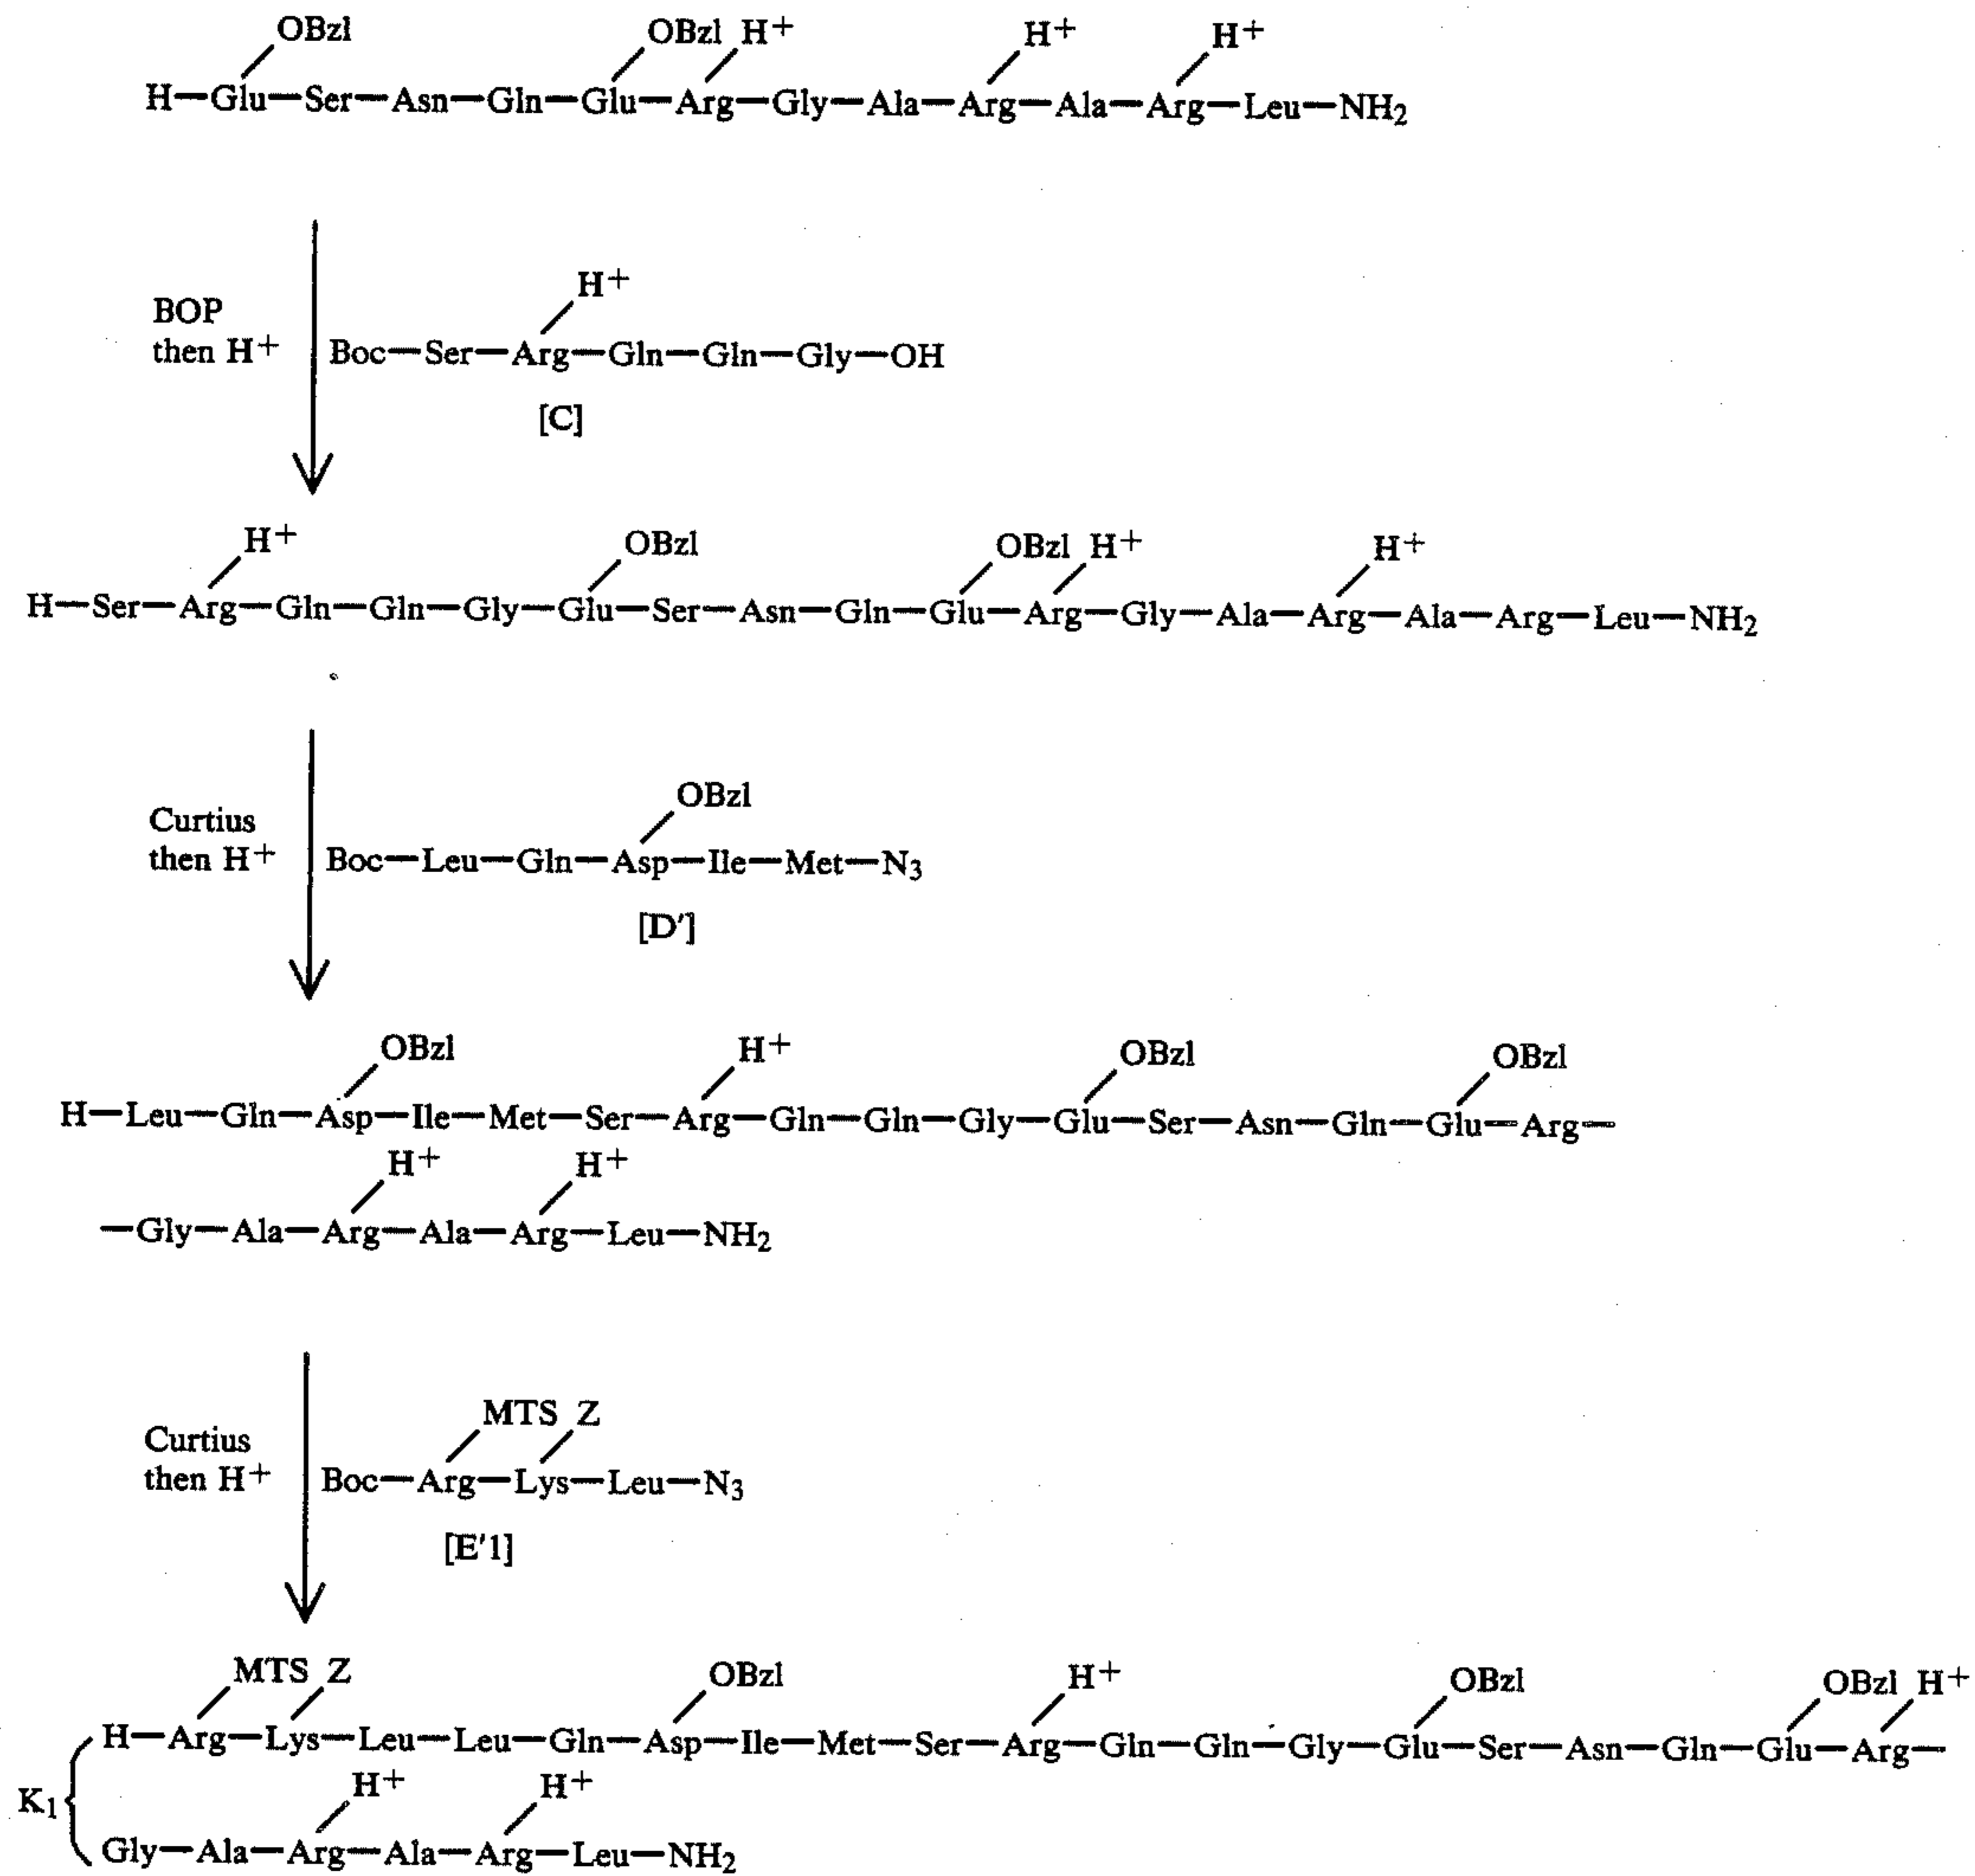 OBzl OBzl H+ H+ H+
H—Glu—Ser—Asn—Gln—Glu—Arg—Gly—Ala—Arg—Ala—Arg—Leu—NH2
H+
BOP
then H+
Boc—Ser—Arg—Gln—Gln—Gly—OH
[C]
H+ OBzl OBzl H+ H+
H—Ser—Arg—Gln—Gln—Gly—Glu—Ser—Asn—Gln—Glu—Arg—Gly—Ala—Arg—Ala—Arg—Leu—NH2
OBzl
Curtius
then H+
Boc—Leu—Gln—Asp—Ile—Met—N3
[D']
OBzl H+ OBzl OBzl
H—Leu—Gln—Asp—Ile—Met—Ser—Arg—Gln—Gln—Gly—Glu—Ser—Asn—Gln—Glu—Arg—
H+ H+
—Gly—Ala—Arg—Ala—Arg—Leu—NH2
MTS Z
Curtius
then H+
Boc—Arg—Lys—Leu—N3
[E'1]
MTS Z OBzl H+ OBzl OBzl H+
H—Arg—Lys—Leu—Leu—Gln—Asp—Ile—Met—Ser—Arg—Gln—Gln—Gly—Glu—Ser—Asn—Gln—Glu—Arg—
K1
H+ H+
Gly—Ala—Arg—Ala—Arg—Leu—NH2